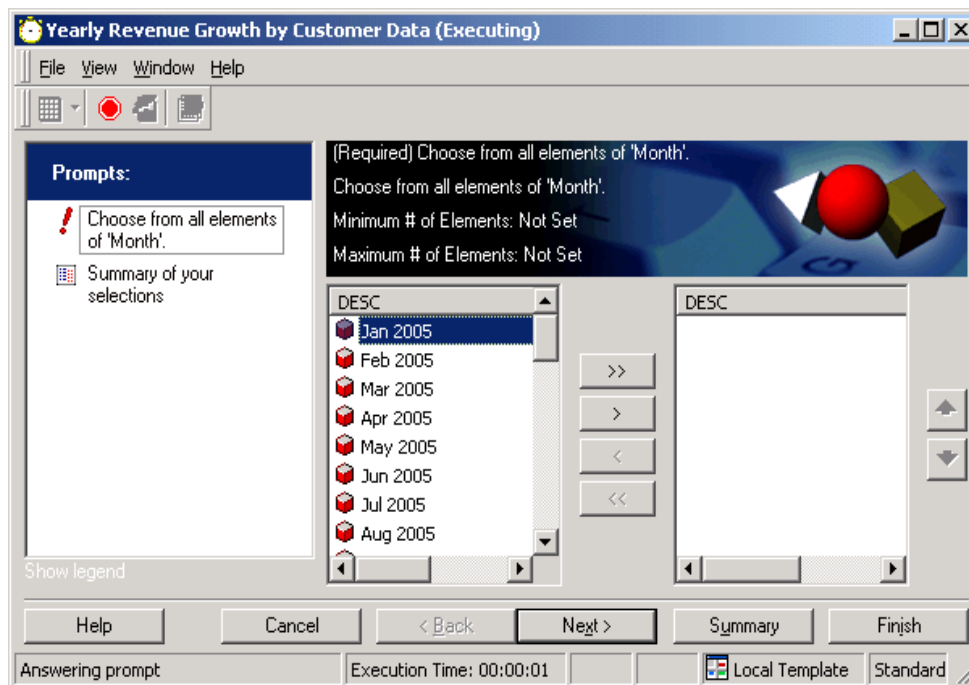 Yearly Revenue Growth by Customer Data (Executing)
File View Window Help
Prompts:
Choose from all elements
of 'Month'.
Summary of your
selections
Show legend
(Required) Choose from all elements of 'Month'.
Choose from all elements of 'Month'.
Minimum # of Elements: Not Set
Maximum # of Elements: Not Set
DESC
Jan 2005
Feb 2005
Mar 2005
Apr 2005
May 2005
Jun 2005
Jul 2005
Aug 2005
>>
>
<
<<
DESC
Help Cancel < Back Next > Summary Finish
Answering prompt Execution Time: 00:00:01 Local Template Standard